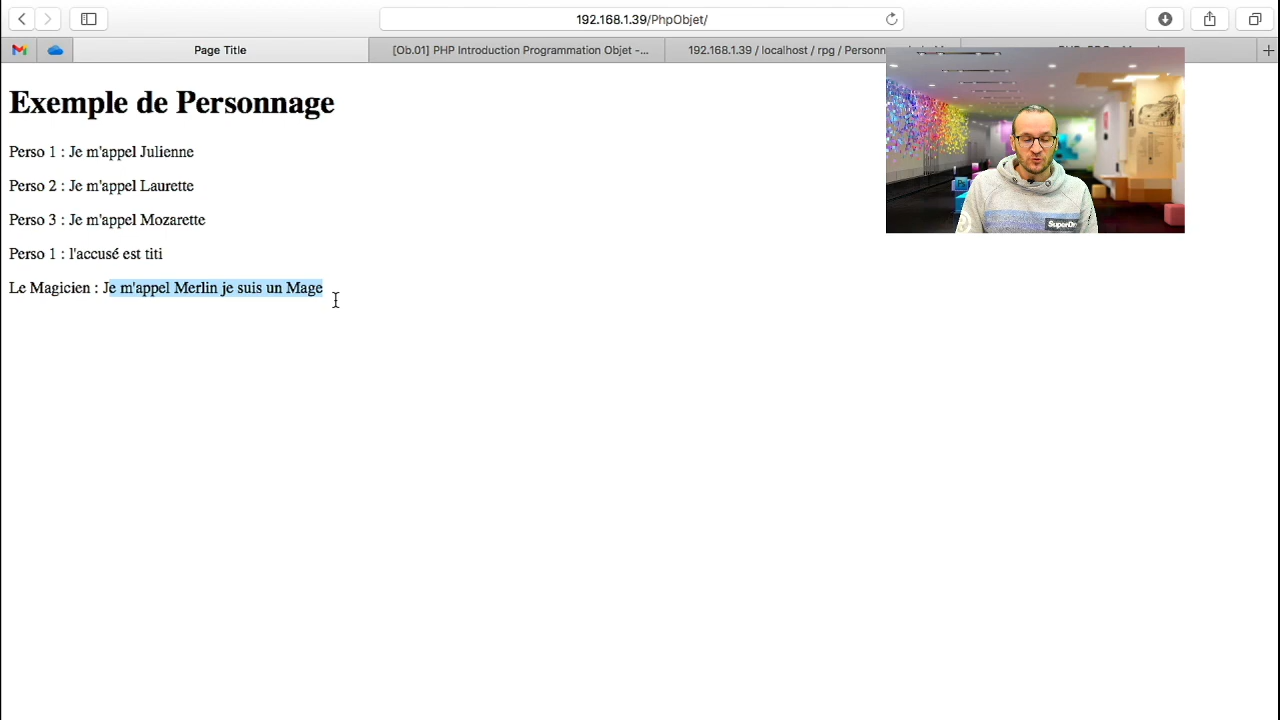 192.168.1.39/PhpObjet/
Page Title
[Ob.01] PHP Introduction Programmation Objet -...
192.168.1.39 / localhost / rpg / Personn
Exemple de Personnage
Perso 1 : Je m'appel Julienne
Perso 2 : Je m'appel Laurette
Perso 3 : Je m'appel Mozarette
Perso 1 : l'accusé est titi
Le Magicien : Je m'appel Merlin je suis un Mage